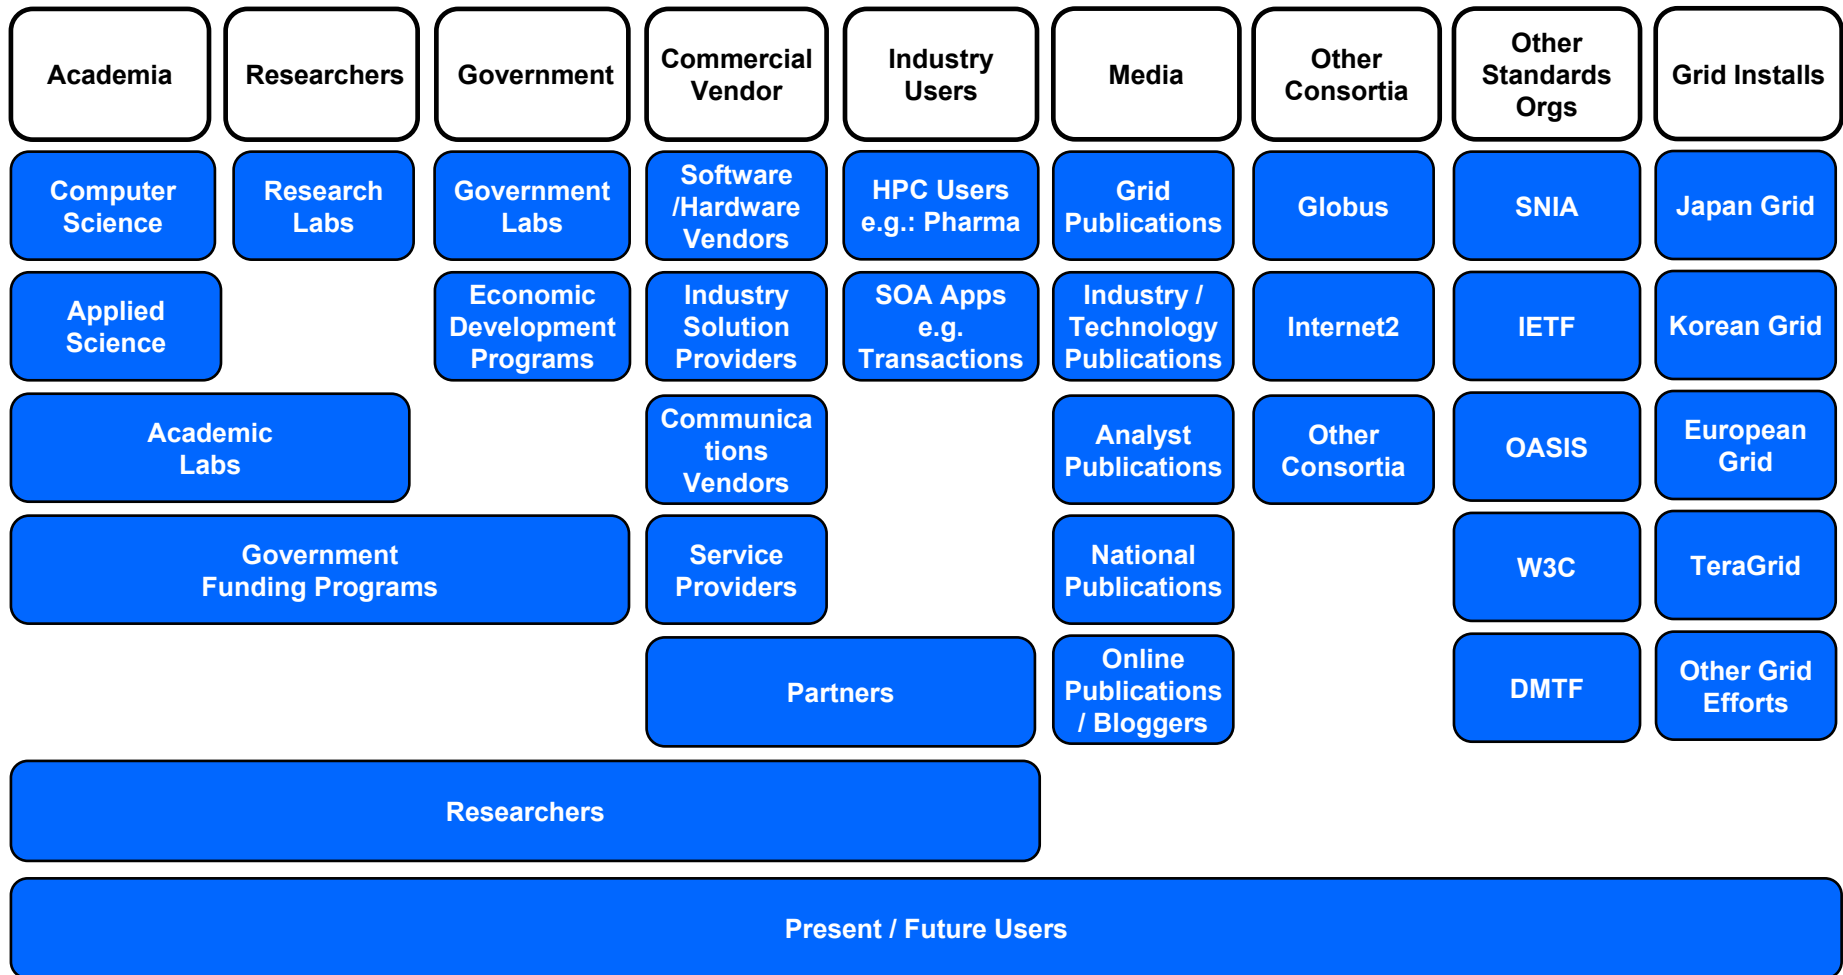 Academia
Researchers
Government
Commercial
Vendor
Industry
Users
Media
Other
Consortia
Other
Standards
Orgs
Grid Installs
Computer
Science
Research
Labs
Government
Labs
Software
/Hardware
Vendors
HPC Users
e.g.: Pharma
Grid
Publications
Globus
SNIA
Japan Grid
Applied
Science
Economic
Development
Programs
Industry
Solution
Providers
SOA Apps
e.g.
Transactions
Industry /
Technology
Publications
Internet2
IETF
Korean Grid
Academic
Labs
Communica
tions
Vendors
Analyst
Publications
Other
Consortia
OASIS
European
Grid
Government
Funding Programs
Service
Providers
National
Publications
W3C
TeraGrid
Partners
Online
Publications
/ Bloggers
DMTF
Other Grid
Efforts
Researchers
Present / Future Users